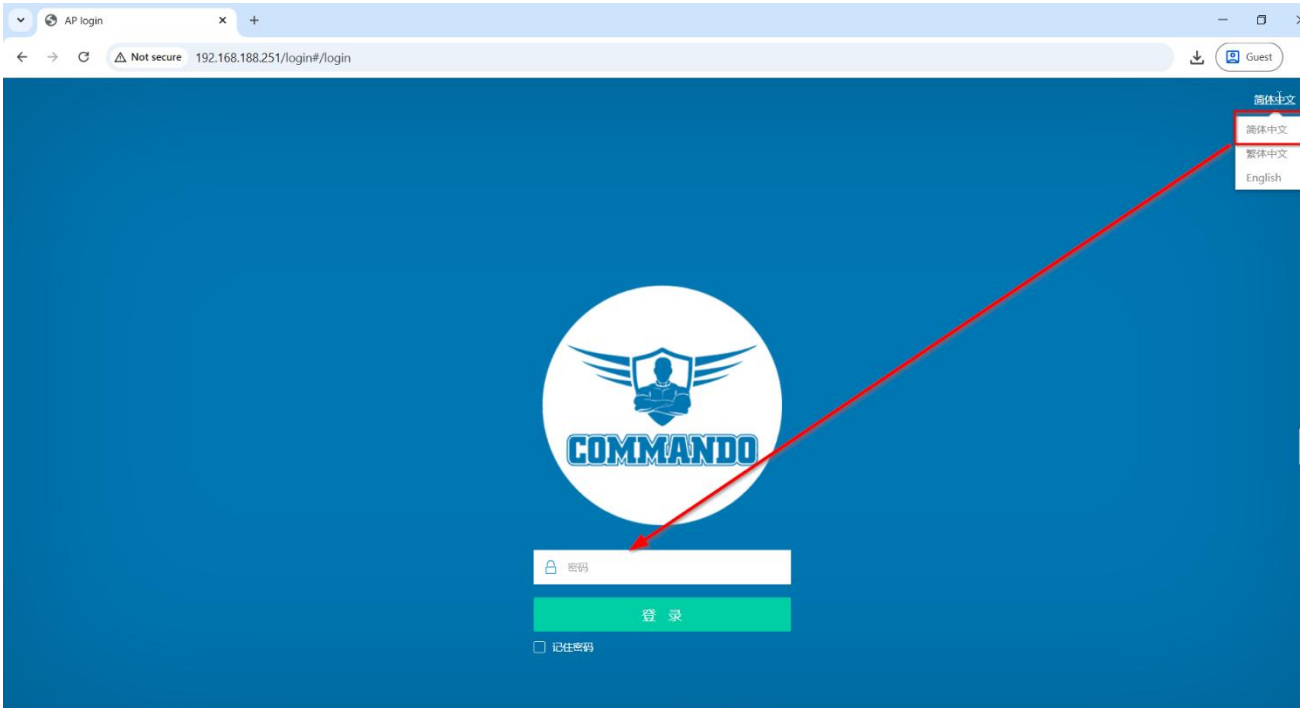 AP login
Not secure
192.168.188.251/login#/login
Guest
简体中文
简体中文
繁体中文
English
COMMANDO
密码
登 录
记住密码